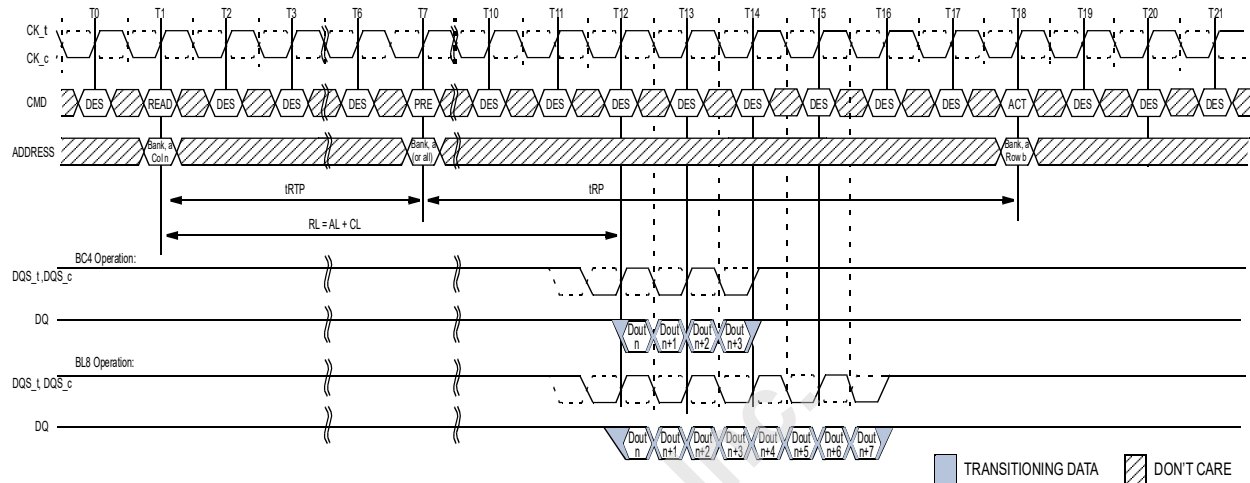 T0 T1 T2 T3 T6 T7 T10 T11 T12 T13 T14 T15 T16 T17 T18 T19 T20 T21
CK_t
CK_c
CMD DES READ DES DES DES PRE DES DES DES DES DES DES DES DES ACT DES DES DES
ADDRESS
Bank, a
Col n
Bank, a
(or all)
Bank, a
Row b
tRTP tRP
RL = AL + CL
BC4 Operation:
DQS_t,DQS_c
DQ
Dout
n
Dout
n+1
Dout
n+2
Dout
n+3
BL8 Operation:
DQS_t, DQS_c
DQ
Dout
n
Dout
n+1
Dout
n+2
Dout
n+3
Dout
n+4
Dout
n+5
Dout
n+6
Dout
n+7
Inc.
TRANSITIONING DATA DON'T CARE